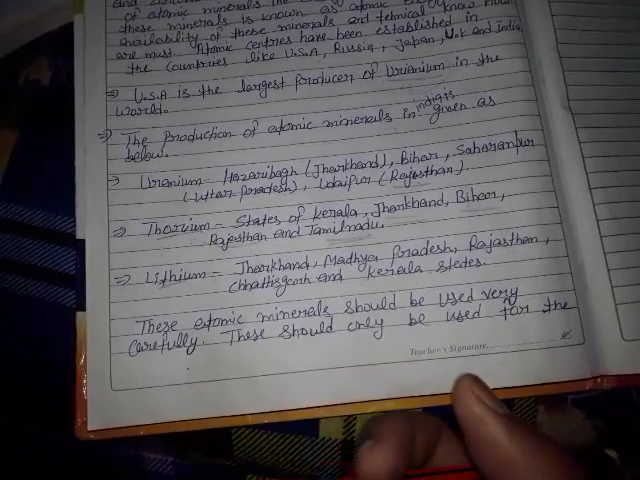 of atomic minerals the
these minerals is known as atomic
availability of these minerals and tehnical know how
are must. Atomic centres have been established in
the countries like U.S.A, Russia, Japan, U.K and india
⇒ U.S.A is the largest producer of Uranium in the
world.
⇒ The production of atomic minerals in india is given as
below.
⇒ Uranium - Hazaribagh (Jharkhand), Bihar, Saharanpur
(Uttar pradesh), Udaipur (Rajasthan)
⇒ Thorium - States of kerala, Jharkhand, Bihar,
Rajesthan and Tamilnadu.
⇒ Lithium - Jharkhand, Madhya Pradesh, Rajasthan,
chhattisgarh and kerala states.
These atomic minerals should be used very
carefully. These should only be used for the
Teacher's Signature